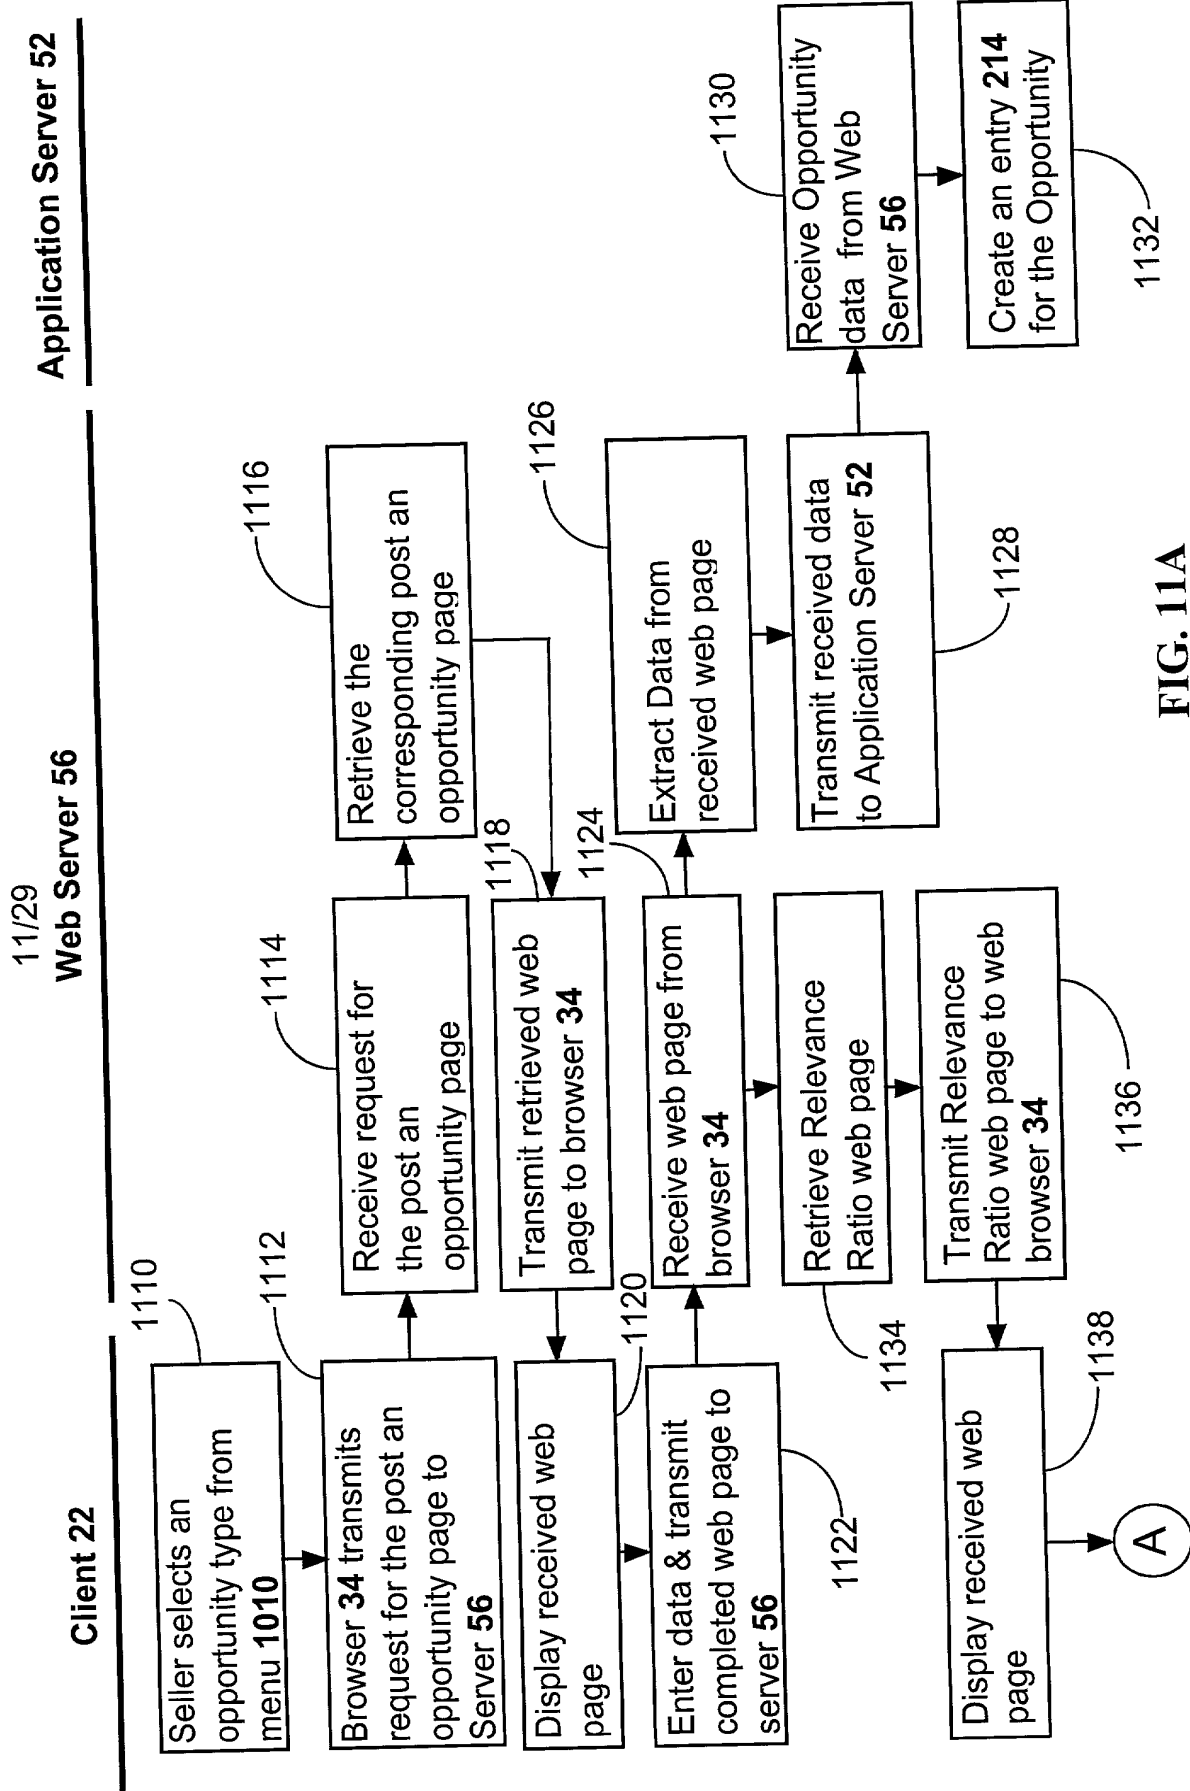 11/29
Client 22
Web Server 56
Application Server 52
1110
Seller selects an
opportunity type from
menu 1010
1112
Browser 34 transmits
request for the post an
opportunity page to
Server 56
1114
Receive request for
the post an
opportunity page
1116
Retrieve the
corresponding post an
opportunity page
1118
Transmit retrieved web
page to browser 34
1120
Display received web
page
Enter data & transmit
completed web page to
server 56
1122
1124
Receive web page from
browser 34
1126
Extract Data from
received web page
Transmit received data
to Application Server 52
1128
1130
Receive Opportunity
data from Web
Server 56
Create an entry 214
for the Opportunity
1132
Retrieve Relevance
Ratio web page
1134
Transmit Relevance
Ratio web page to web
browser 34
1136
Display received web
page
1138
A
FIG. 11A